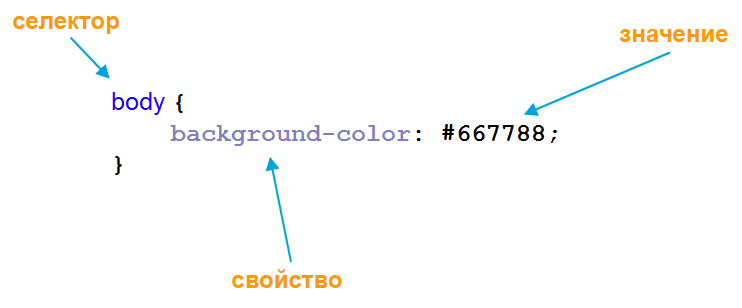 селектор
значение
body {
background-color: #667788;
}
свойство